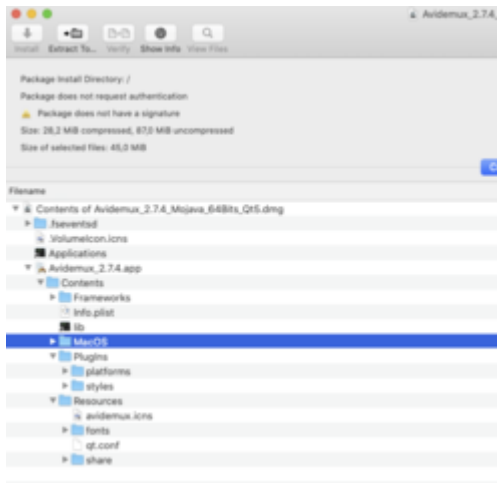 Avidemux_2.7.4_
Install Extract To... Verify Show Info View Files
Package Install Directory: /
Package does not request authentication
Package does not have a signature
Size: 28,2 MiB compressed, 87,0 MiB uncompressed
Size of selected files: 45,0 MiB
C
Filename
Contents of Avidemux_2.7.4_Mojava_64Bits_Qt5.dmg
.fseventsd
.VolumeIcon.icns
Applications
Avidemux_2.7.4.app
Contents
Frameworks
Info.plist
lib
MacOS
PlugIns
platforms
styles
Resources
avidemux.icns
fonts
qt.conf
share